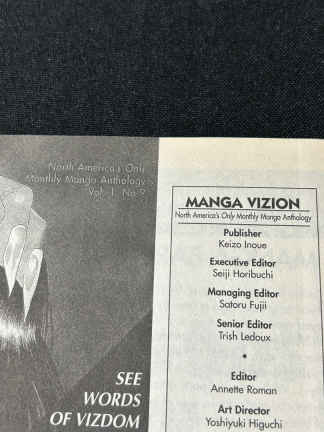 North America's Only
Monthly Manga Anthology
Vol. 1, No. 9
SEE
WORDS
OF VIZDOM
MANGA VIZION
North America's Only Monthly Manga Anthology
Publisher
Keizo Inoue
Executive Editor
Seiji Horibuchi
Managing Editor
Satoru Fujii
Senior Editor
Trish Ledoux
•
Editor
Annette Roman
Art Director
Yoshiyuki Higuchi